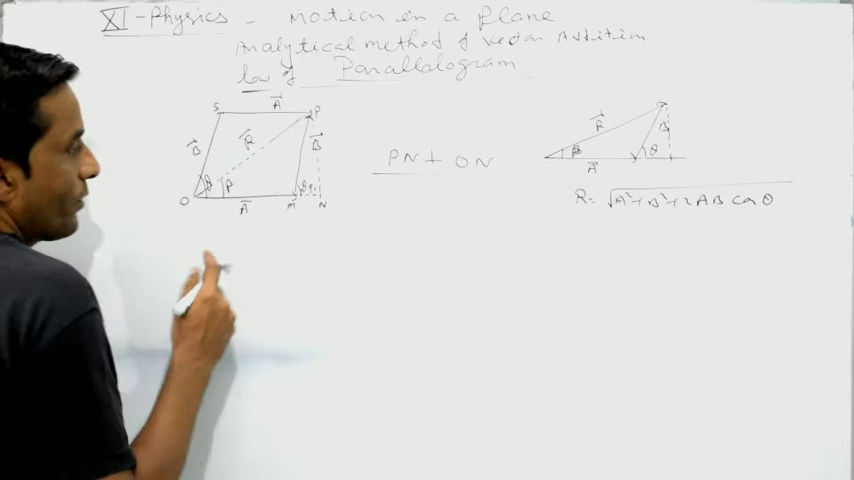 XI - Physics - Motion in a Plane
Analytical method of vector Addition
law of Parallalogram
S A P
B R B
O θ β A M θ N
PN ⊥ ON
R B
β A θ
R = √A²+B²+2AB cos θ